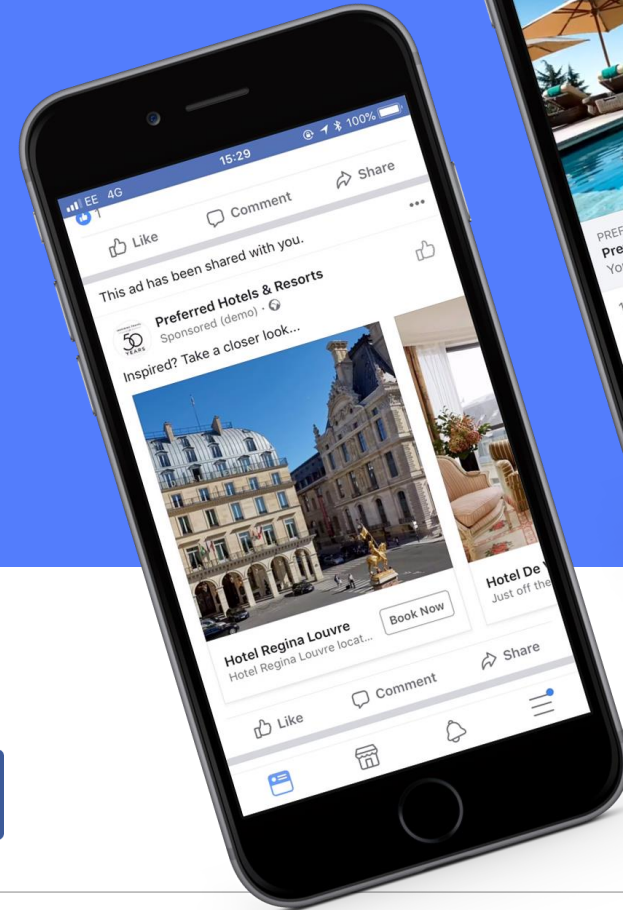 EE 4G
15:29
100%
1
Like
Comment
Share
This ad has been shared with you.
50
YEARS
Preferred Hotels & Resorts
Sponsored (demo) ·
Inspired? Take a closer look...
Hotel Regina Louvre
Hotel Regina Louvre locat...
Book Now
Hotel De
Just off the
Like
Comment
Share
PREF
Pre
You